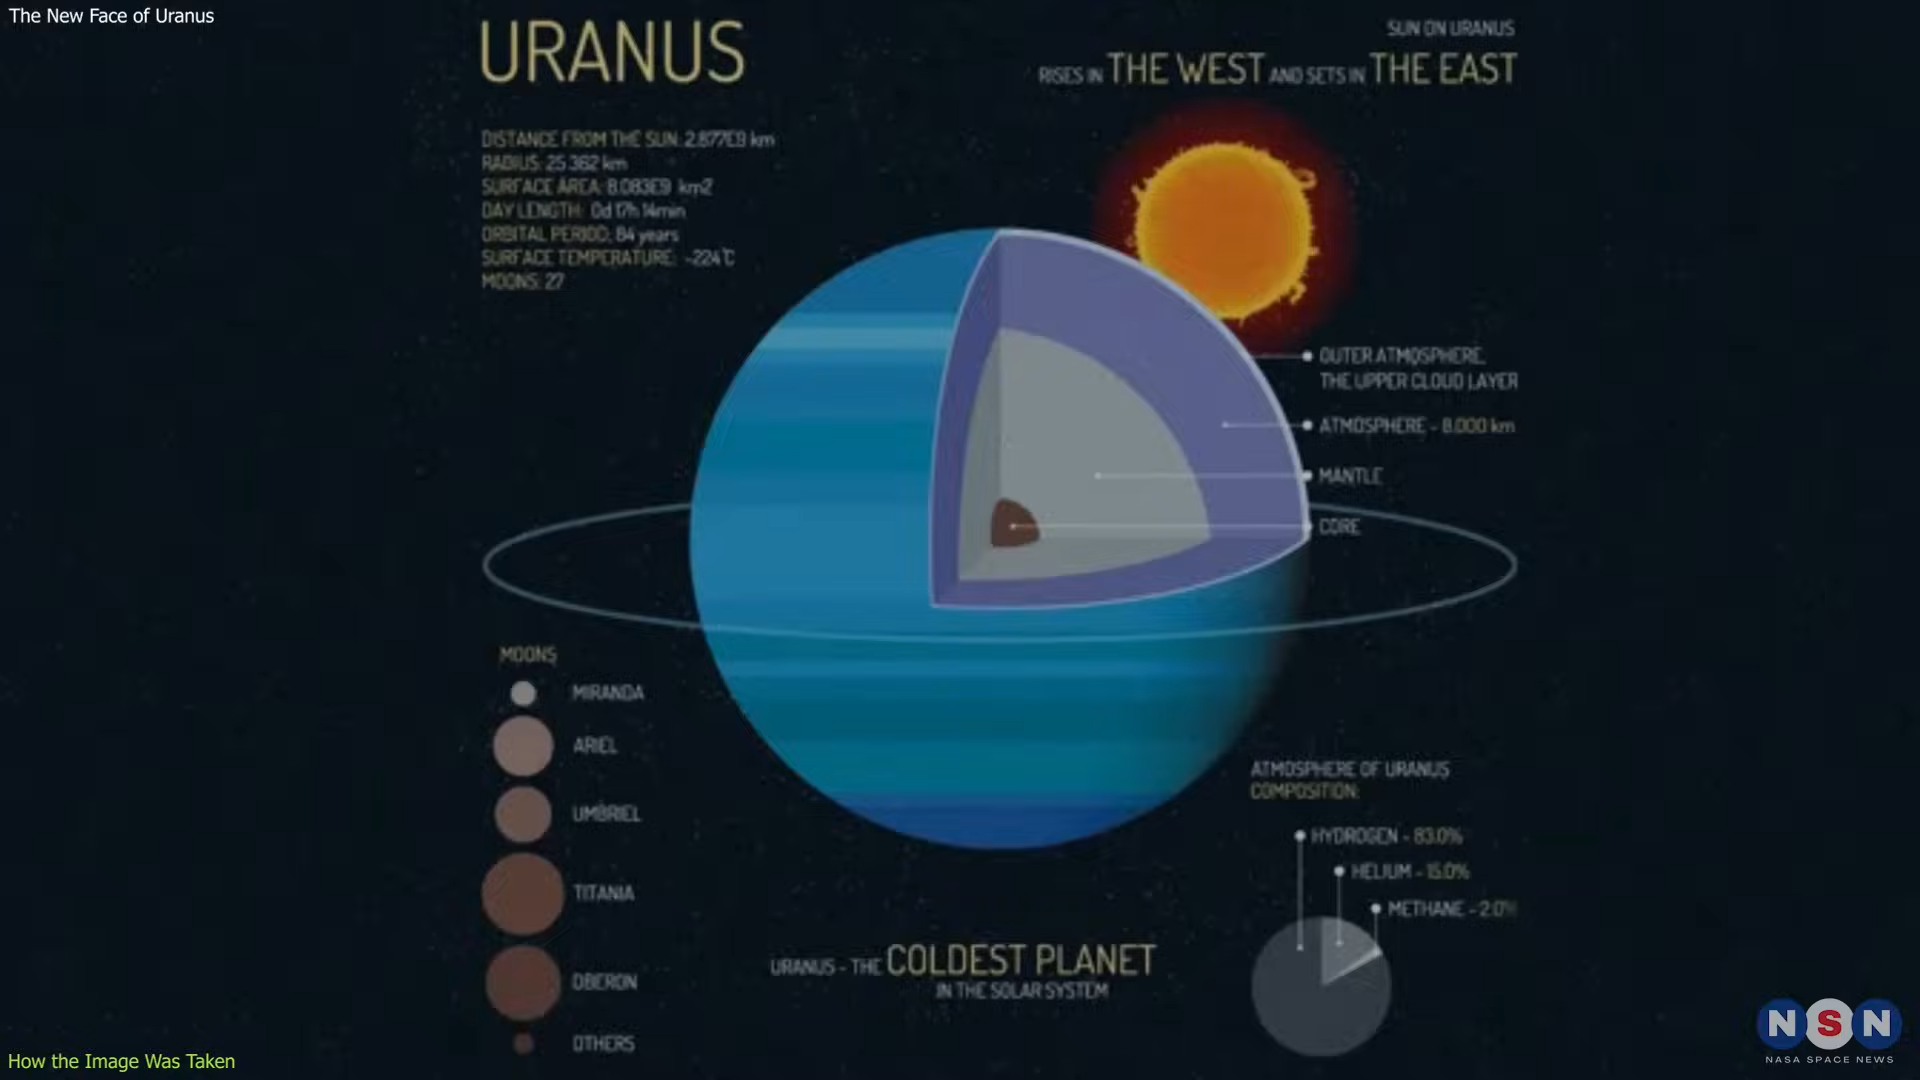 The New Face of Uranus
URANUS
SUN ON URANUS
RISES IN THE WEST AND SETS IN THE EAST
DISTANCE FROM THE SUN: 2.877E9 km
RADIUS: 25 362 km
SURFACE AREA: 8.083E9 km2
DAY LENGTH: 0d 17h 14min
ORBITAL PERIOD: 84 years
SURFACE TEMPERATURE: -224°C
MOONS: 27
OUTER ATMOSPHERE,
THE UPPER CLOUD LAYER
ATMOSPHERE - 8.000 km
MANTLE
CORE
MOONS
MIRANDA
ARIEL
UMBRIEL
TITANIA
OBERON
OTHERS
ATMOSPHERE OF URANUS
COMPOSITION:
HYDROGEN - 83.0%
HELIUM - 15.0%
METHANE - 2.0%
URANUS - THE COLDEST PLANET
IN THE SOLAR SYSTEM
NSN
NASA SPACE NEWS
How the Image Was Taken